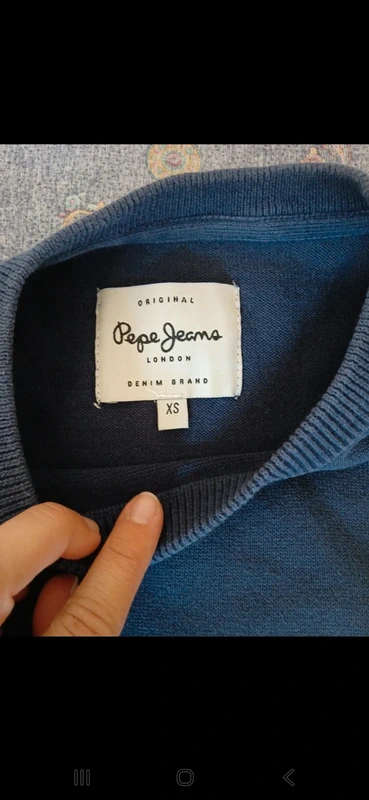 ORIGINAL
Pepe Jeans
LONDON
DENIM BRAND
XS